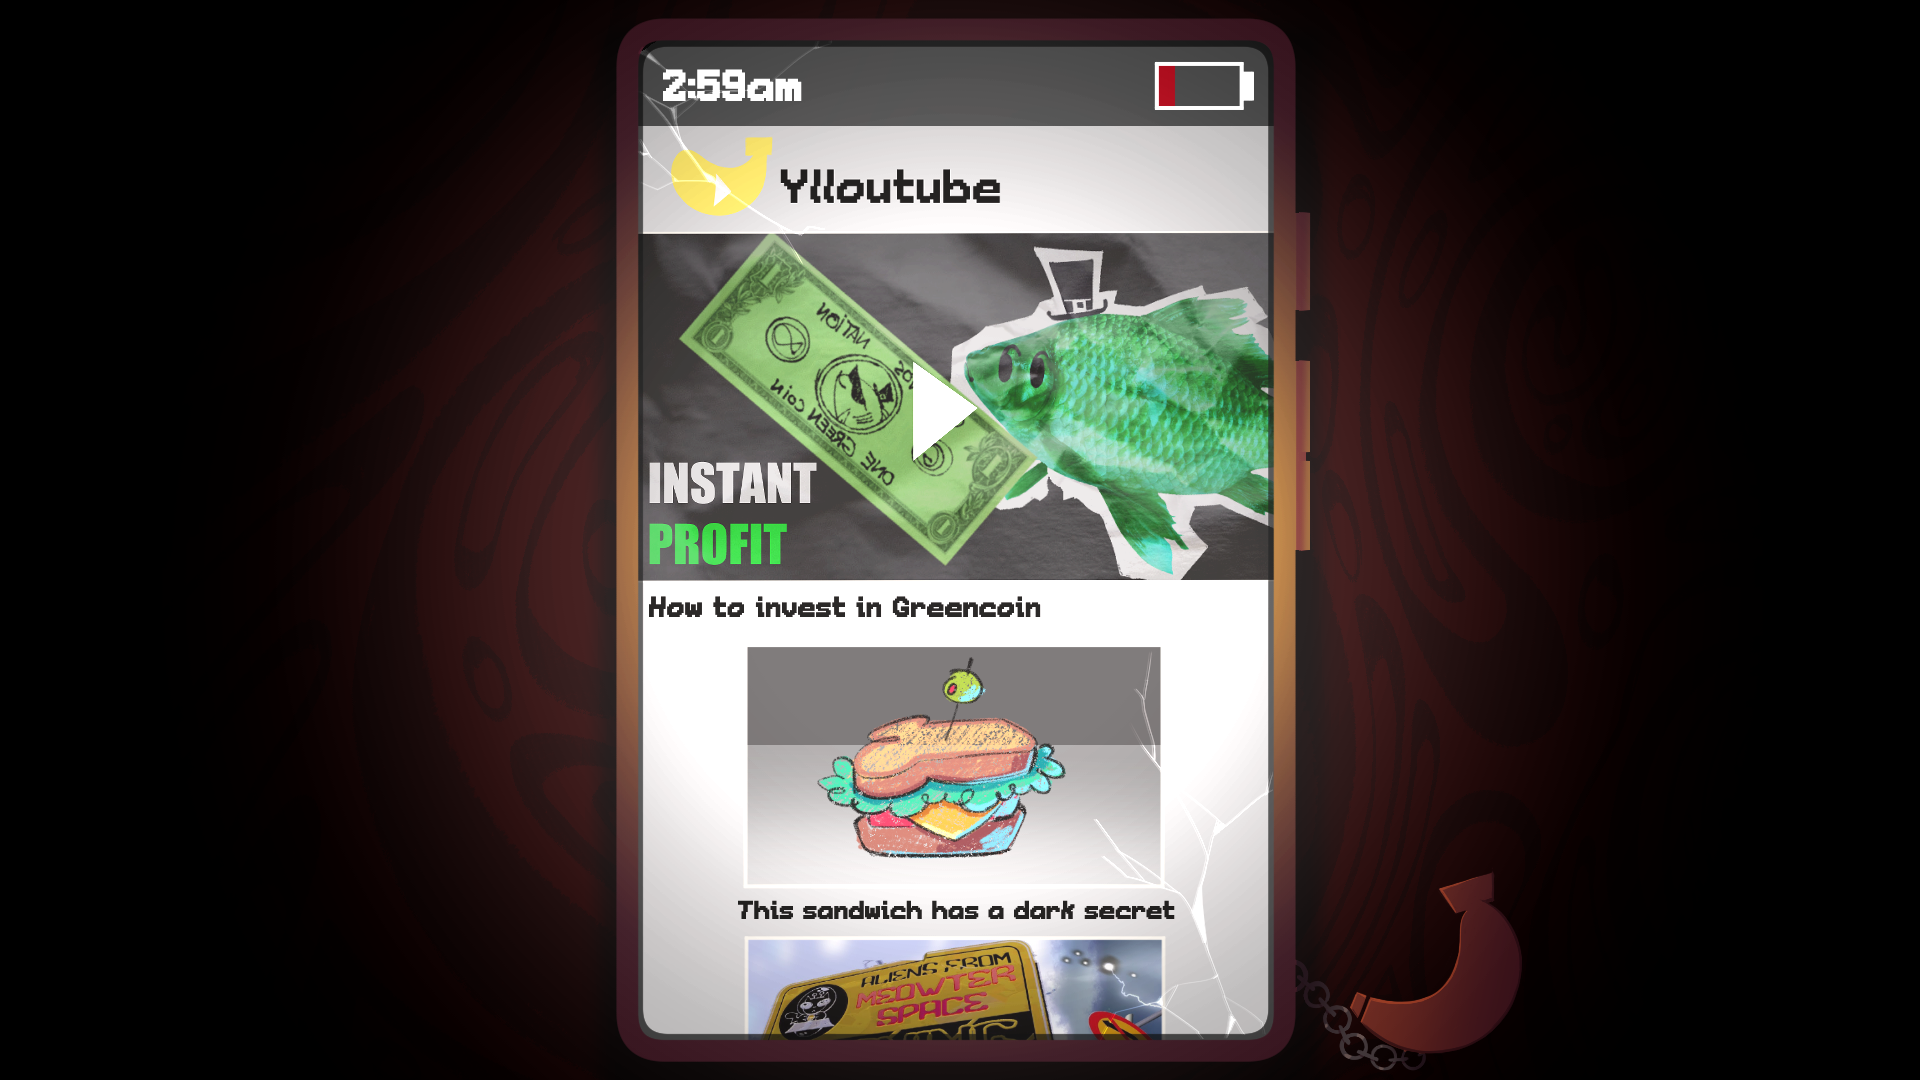 2:59am
Ylloutube
NATION
ONE GREEN COIN
INSTANT
PROFIT
How to invest in Greencoin
This sandwich has a dark secret
ALIENS FROM
MEOWTER
SPACE